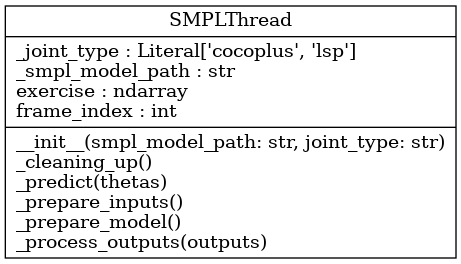 SMPLThread
_joint_type : Literal['cocoplus', 'lsp']
_smpl_model_path : str
exercise : ndarray
frame_index : int
__init__(smpl_model_path: str, joint_type: str)
_cleaning_up()
_predict(thetas)
_prepare_inputs()
_prepare_model()
_process_outputs(outputs)